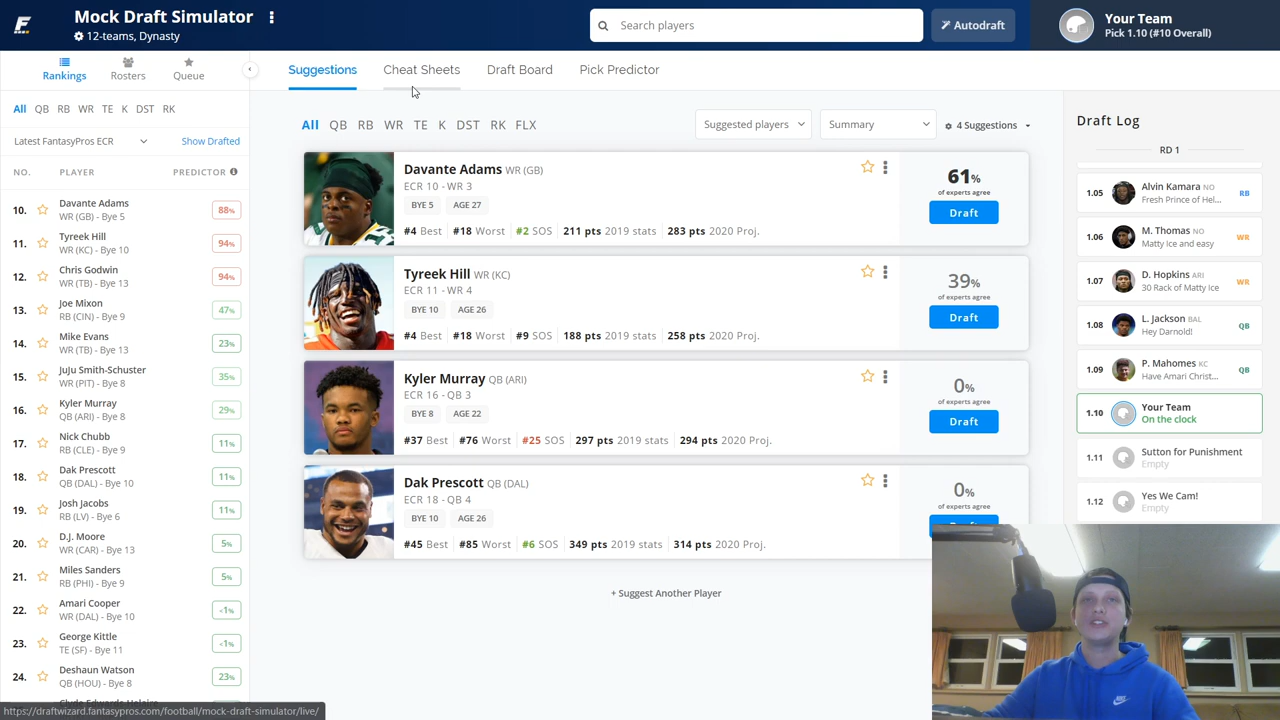 Mock Draft Simulator
12-teams, Dynasty
Search players
Autodraft
Your Team
Pick 1.10 (#10 Overall)
Rankings
Rosters
Queue
Suggestions
Cheat Sheets
Draft Board
Pick Predictor
All QB RB WR TE K DST RK
Latest FantasyPros ECR
Show Drafted
NO. PLAYER PREDICTOR
10. Davante Adams
WR (GB) - Bye 5
88%
11. Tyreek Hill
WR (KC) - Bye 10
94%
12. Chris Godwin
WR (TB) - Bye 13
94%
13. Joe Mixon
RB (CIN) - Bye 9
47%
14. Mike Evans
WR (TB) - Bye 13
23%
15. JuJu Smith-Schuster
WR (PIT) - Bye 8
35%
16. Kyler Murray
QB (ARI) - Bye 8
29%
17. Nick Chubb
RB (CLE) - Bye 9
11%
18. Dak Prescott
QB (DAL) - Bye 10
11%
19. Josh Jacobs
RB (LV) - Bye 6
11%
20. D.J. Moore
WR (CAR) - Bye 13
5%
21. Miles Sanders
RB (PHI) - Bye 9
5%
22. Amari Cooper
WR (DAL) - Bye 10
<1%
23. George Kittle
TE (SF) - Bye 11
<1%
24. Deshaun Watson
QB (HOU) - Bye 8
23%
https://draftwizard.fantasypros.com/football/mock-draft-simulator/live/
All QB RB WR TE K DST RK FLX
Suggested players
Summary
4 Suggestions
Davante Adams WR (GB)
ECR 10 - WR 3
BYE 5 AGE 27
#4 Best #18 Worst #2 SOS 211 pts 2019 stats 283 pts 2020 Proj.
61%
of experts agree
Draft
Tyreek Hill WR (KC)
ECR 11 - WR 4
BYE 10 AGE 26
#4 Best #18 Worst #9 SOS 188 pts 2019 stats 258 pts 2020 Proj.
39%
of experts agree
Draft
Kyler Murray QB (ARI)
ECR 16 - QB 3
BYE 8 AGE 22
#37 Best #76 Worst #25 SOS 297 pts 2019 stats 294 pts 2020 Proj.
0%
of experts agree
Draft
Dak Prescott QB (DAL)
ECR 18 - QB 4
BYE 10 AGE 26
#45 Best #85 Worst #6 SOS 349 pts 2019 stats 314 pts 2020 Proj.
0%
of experts agree
+ Suggest Another Player
Draft Log
RD 1
1.05 Alvin Kamara NO
Fresh Prince of Hel...
RB
1.06 M. Thomas NO
Matty Ice and easy
WR
1.07 D. Hopkins ARI
30 Rack of Matty Ice
WR
1.08 L. Jackson BAL
Hey Darnold!
QB
1.09 P. Mahomes KC
Have Amari Christ...
QB
1.10 Your Team
On the clock
1.11 Sutton for Punishment
Empty
1.12 Yes We Cam!
Empty